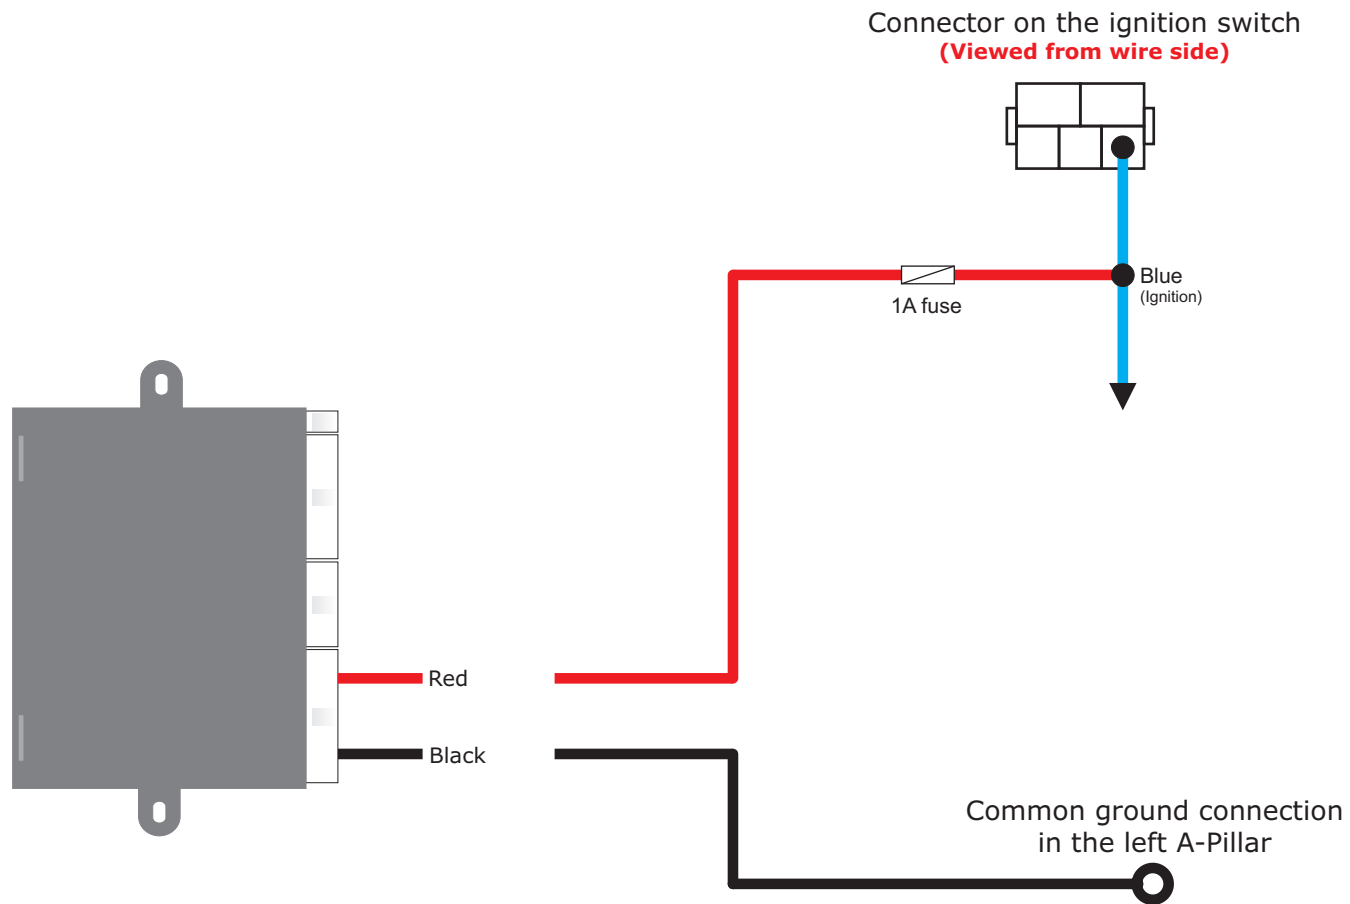 Connector on the ignition switch
(Viewed from wire side)
Blue
(Ignition)
1A fuse
Red
Black
Common ground connection
in the left A-Pillar